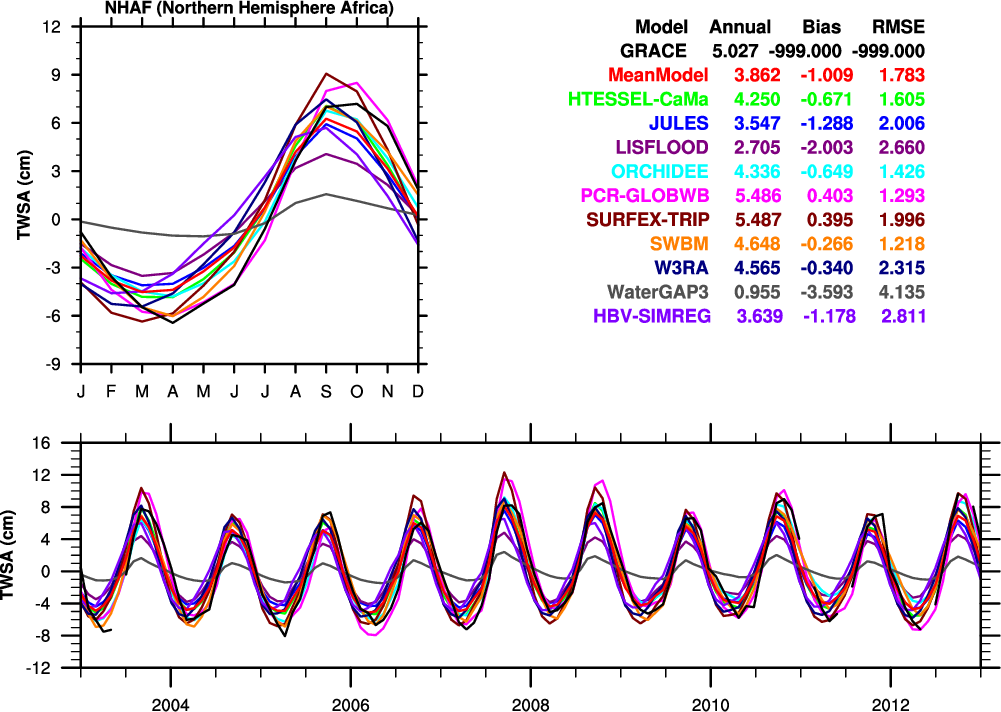 NHAF (Northern Hemisphere Africa)
12
9
6
3
0
-3
-6
-9
TWSA (cm)
J F M A M J J A S O N D
Model Annual Bias RMSE
GRACE 5.027 -999.000 -999.000
MeanModel 3.862 -1.009 1.783
HTESSEL-CaMa 4.250 -0.671 1.605
JULES 3.547 -1.288 2.006
LISFLOOD 2.705 -2.003 2.660
ORCHIDEE 4.336 -0.649 1.426
PCR-GLOBWB 5.486 0.403 1.293
SURFEX-TRIP 5.487 0.395 1.996
SWBM 4.648 -0.266 1.218
W3RA 4.565 -0.340 2.315
WaterGAP3 0.955 -3.593 4.135
HBV-SIMREG 3.639 -1.178 2.811
16
12
8
4
0
-4
-8
-12
TWSA (cm)
2004 2006 2008 2010 2012